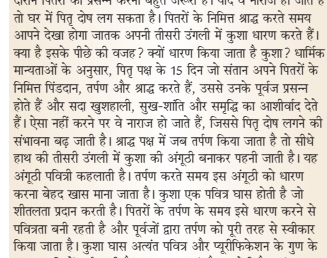 दौरान पितरों को प्रसन्न करना बहुत जरूरी है। यदि वे नाराज हो जाते हैं
तो घर में पितृ दोष लग सकता है। पितरों के निमित्त श्राद्ध करते समय
आपने देखा होगा जातक अपनी तीसरी उंगली में कुशा धारण करते हैं।
क्या है इसके पीछे की वजह? क्यों धारण किया जाता है कुशा? धार्मिक
मान्यताओं के अनुसार, पितृ पक्ष के 15 दिन जो संतान अपने पितरों के
निमित्त पिंडदान, तर्पण और श्राद्ध करते हैं, उससे उनके पूर्वज प्रसन्न
होते हैं और सदा खुशहाली, सुख-शांति और समृद्धि का आशीर्वाद देते
हैं। ऐसा नहीं करने पर वे नाराज हो जाते हैं, जिससे पितृ दोष लगने की
संभावना बढ़ जाती है। श्राद्ध पक्ष में जब तर्पण किया जाता है तो सीधे
हाथ की तीसरी उंगली में कुशा की अंगूठी बनाकर पहनी जाती है। यह
अंगूठी पवित्री कहलाती है। तर्पण करते समय इस अंगूठी को धारण
करना बेहद खास माना जाता है। कुशा एक पवित्र घास होती है जो
शीतलता प्रदान करती है। पितरों के तर्पण के समय इसे धारण करने से
पवित्रता बनी रहती है और पूर्वजों द्वारा तर्पण को पूरी तरह से स्वीकार
किया जाता है। कुशा घास अत्यंत पवित्र और प्यूरीफिकेशन के गुण के